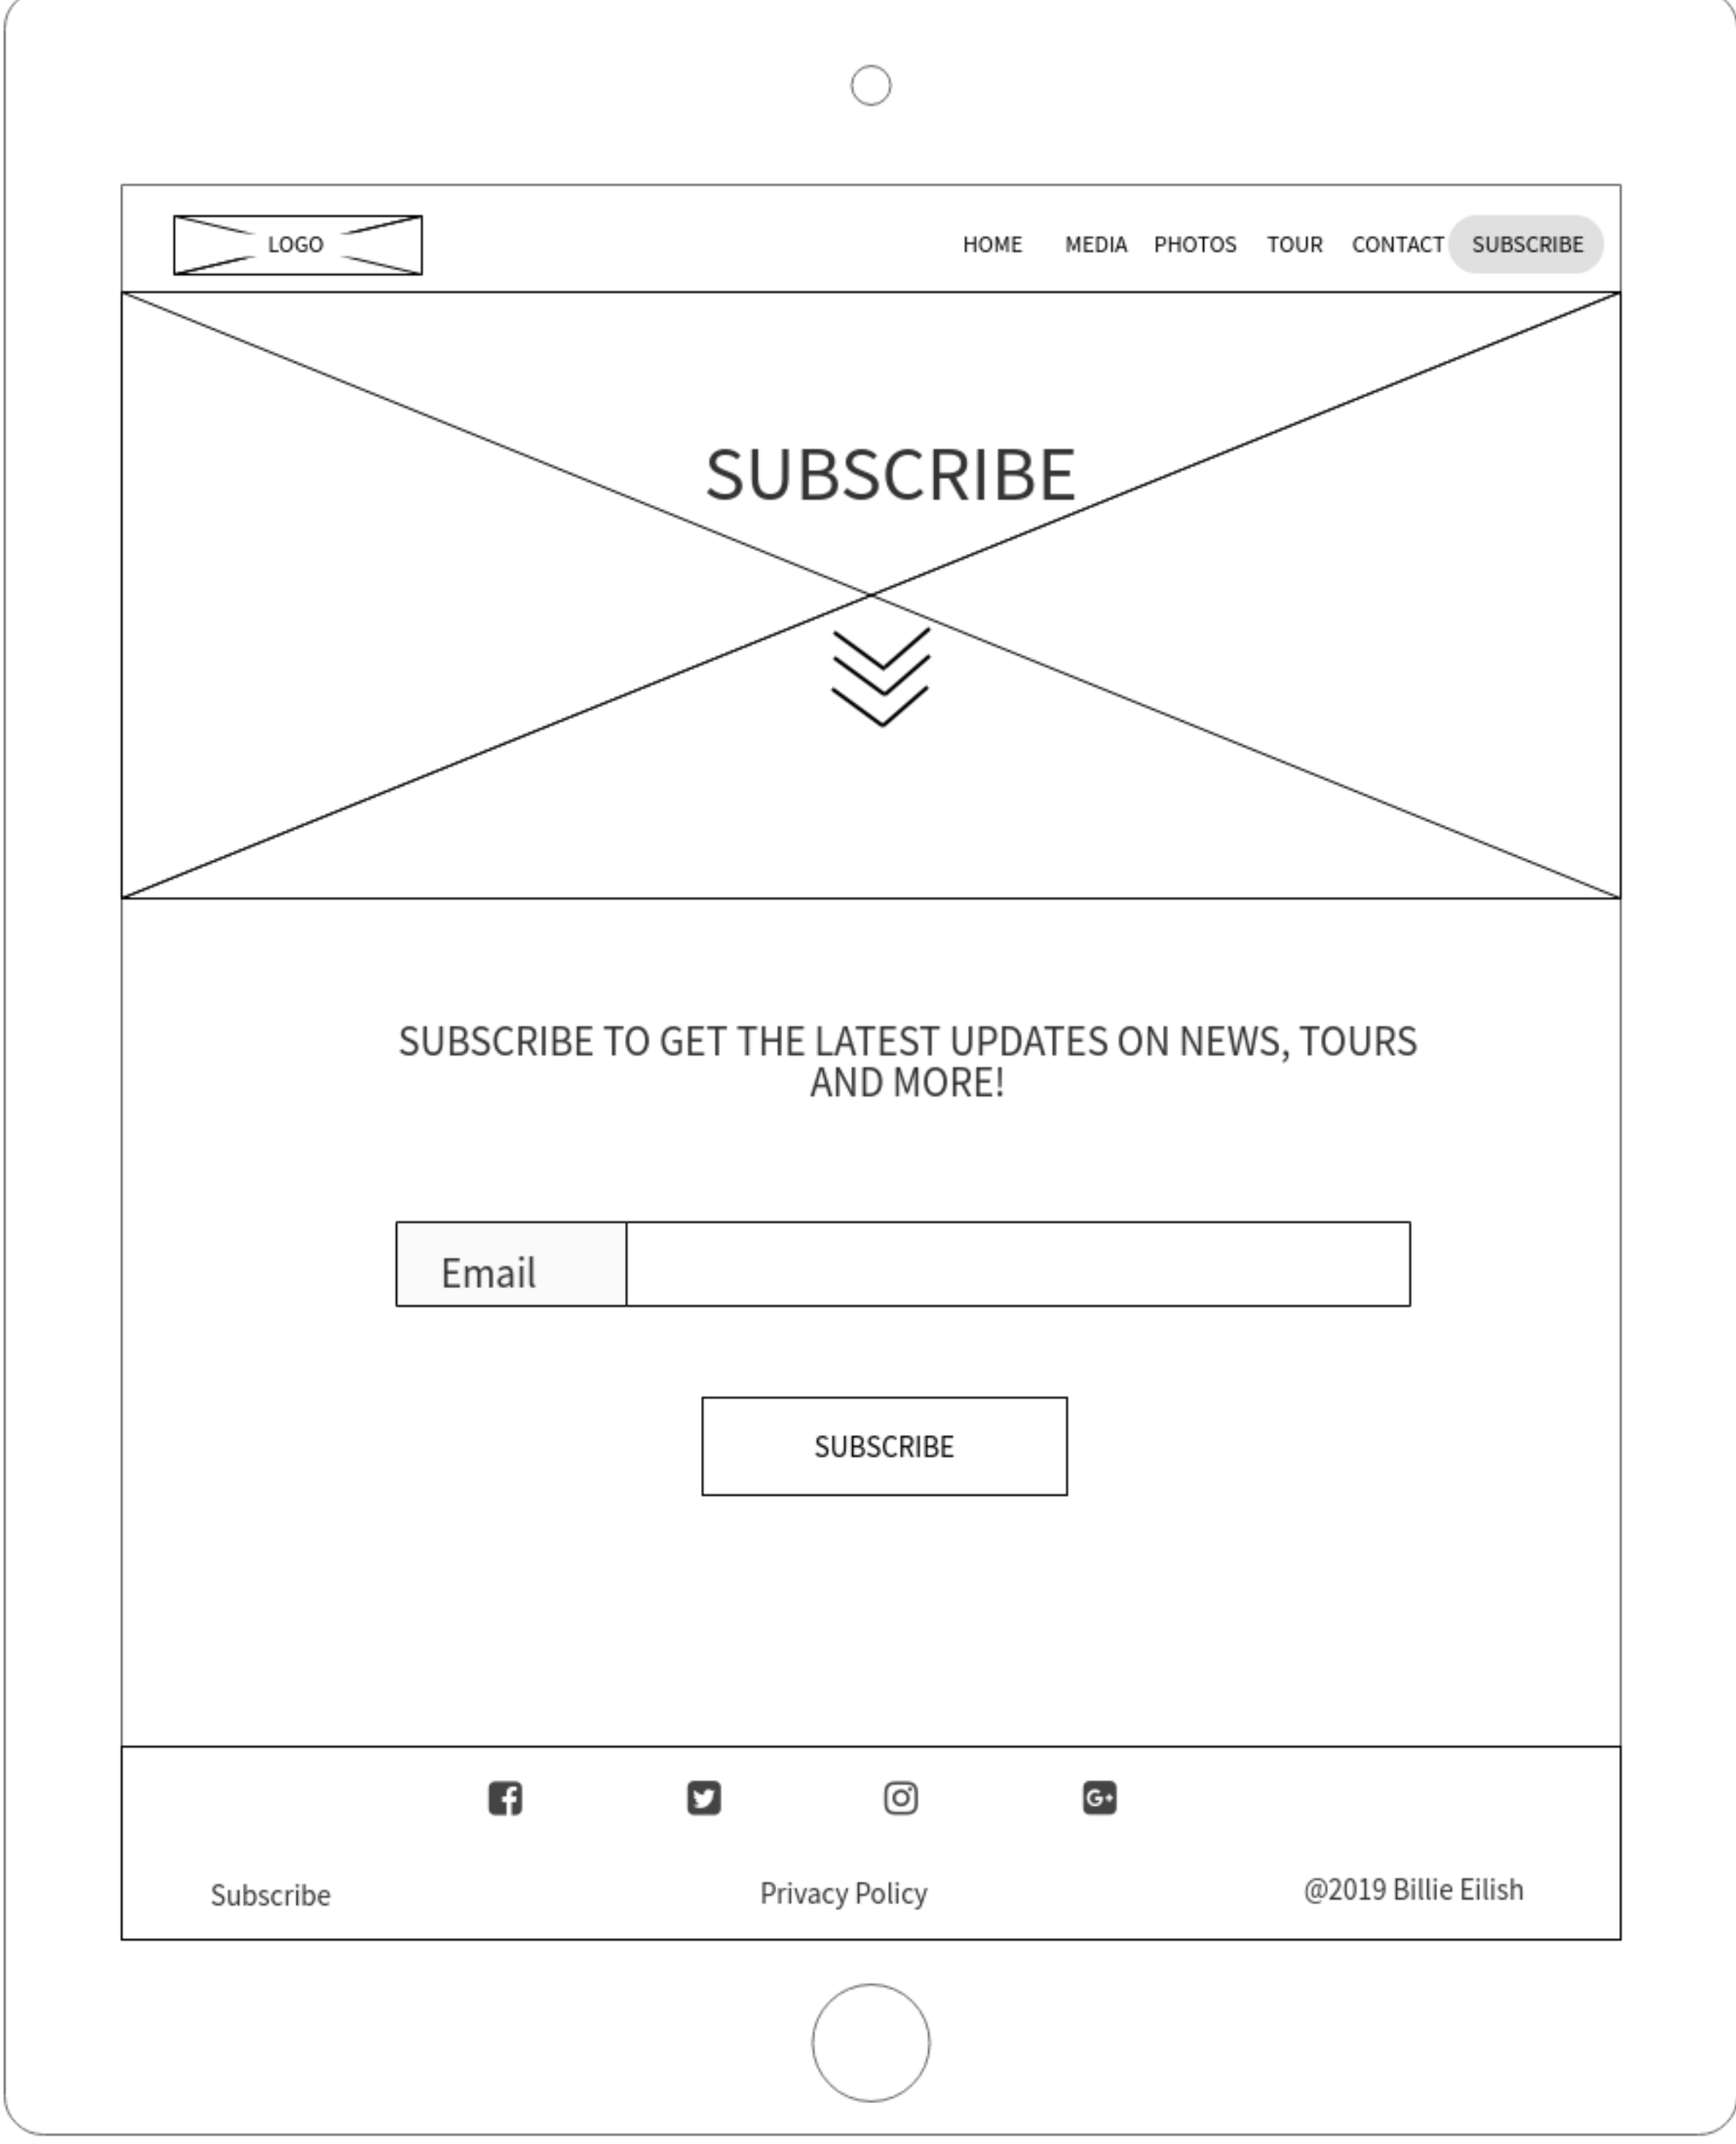 LOGO
HOME MEDIA PHOTOS TOUR CONTACT SUBSCRIBE
SUBSCRIBE
SUBSCRIBE TO GET THE LATEST UPDATES ON NEWS, TOURS
AND MORE!
Email
SUBSCRIBE
Subscribe
Privacy Policy
@2019 Billie Eilish